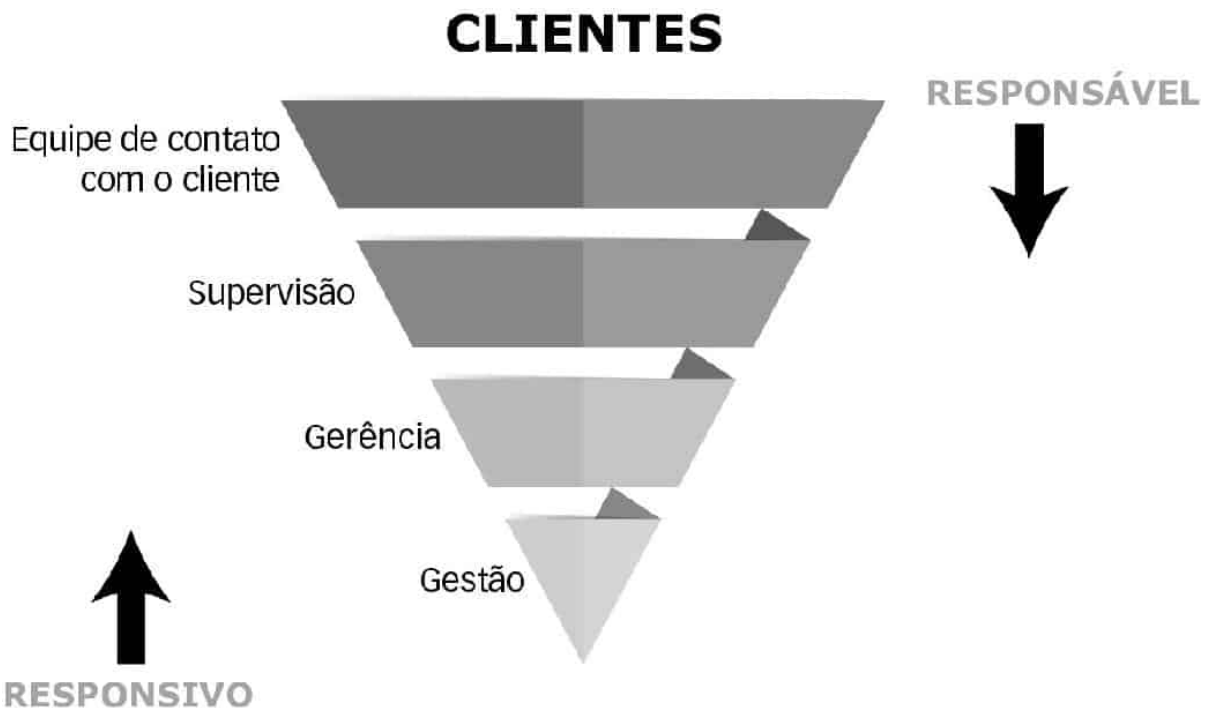 CLIENTES
RESPONSÁVEL
Equipe de contato
com o cliente
Supervisão
Gerência
Gestão
RESPONSIVO